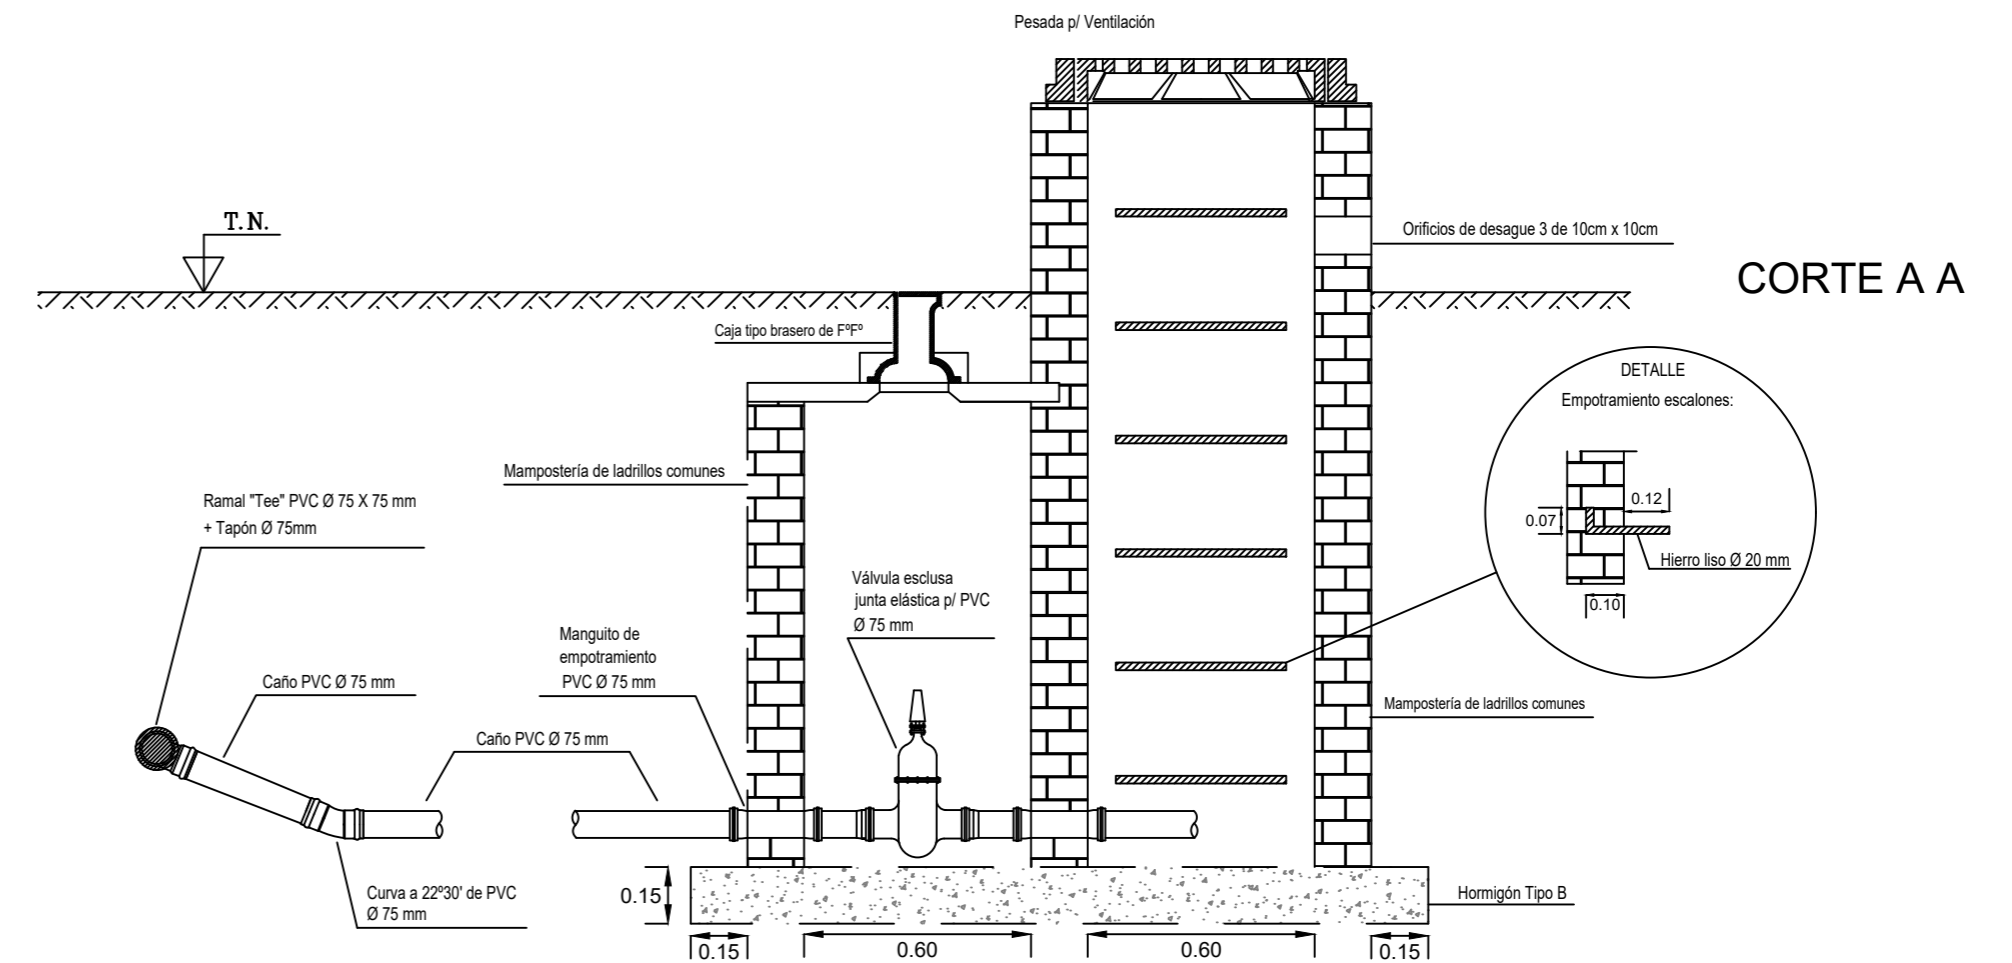 Pesada p/ Ventilación
T.N.
Orificios de desague 3 de 10cm x 10cm
CORTE A A
Caja tipo brasero de FºFº
DETALLE
Empotramiento escalones:
Mampostería de ladrillos comunes
Ramal "Tee" PVC Ø 75 X 75 mm
+ Tapón Ø 75mm
0.12
0.07
Hierro liso Ø 20 mm
0.10
Válvula esclusa
junta elástica p/ PVC
Ø 75 mm
Manguito de
empotramiento
PVC Ø 75 mm
Caño PVC Ø 75 mm
Mampostería de ladrillos comunes
Caño PVC Ø 75 mm
Curva a 22º30' de PVC
Ø 75 mm
0.15
Hormigón Tipo B
0.15
0.60
0.60
0.15